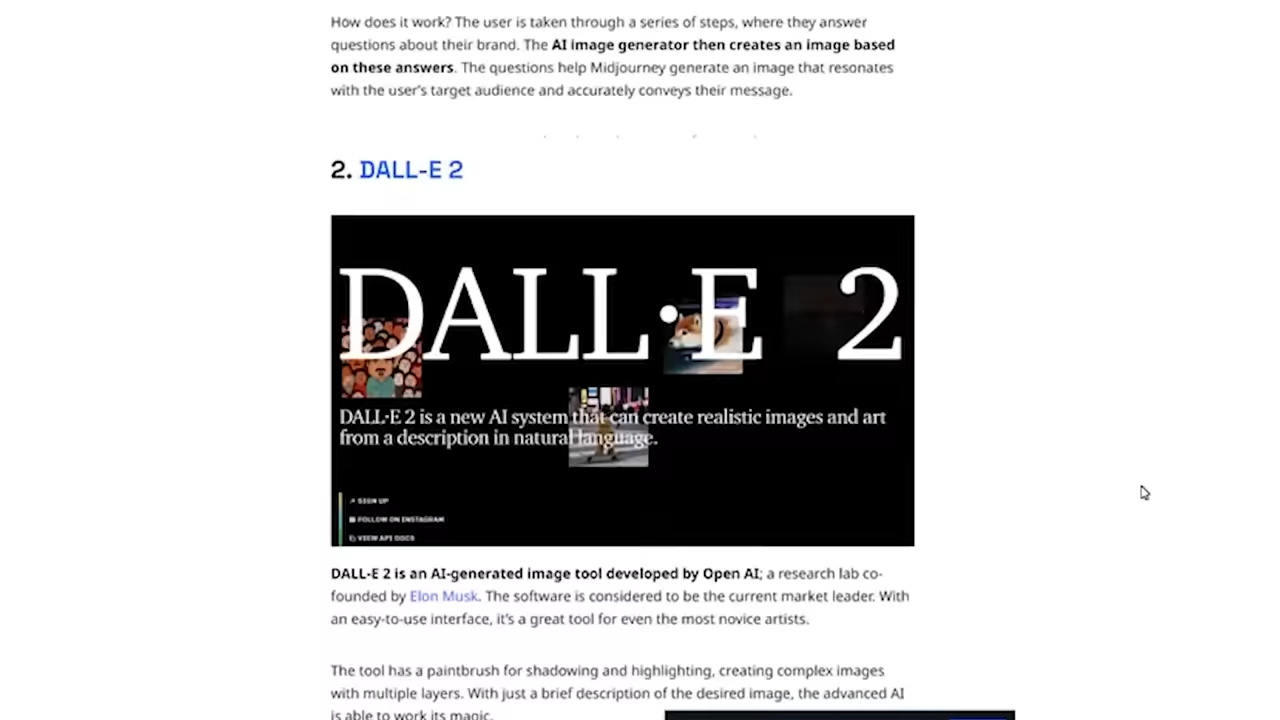 How does it work? The user is taken through a series of steps, where they answer
questions about their brand. The AI image generator then creates an image based
on these answers. The questions help Midjourney generate an image that resonates
with the user's target audience and accurately conveys their message.
2. DALL-E 2
DALL·E 2
DALL·E 2 is a new AI system that can create realistic images and art
from a description in natural language.
↗ SIGN UP
FOLLOW ON INSTAGRAM
VIEW API DOCS
DALL-E 2 is an AI-generated image tool developed by Open AI; a research lab co-
founded by Elon Musk. The software is considered to be the current market leader. With
an easy-to-use interface, it's a great tool for even the most novice artists.
The tool has a paintbrush for shadowing and highlighting, creating complex images
with multiple layers. With just a brief description of the desired image, the advanced AI
is able to work its magic.